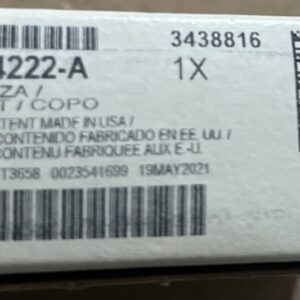 3438816
4222-A 1X
ZA /
T / COPO
TENT MADE IN USA /
CONTENIDO FABRICADO EN EE. UU /
CONTENU FABRIQUEE AUX E.-U.
T3658 0023541699 19MAY2021